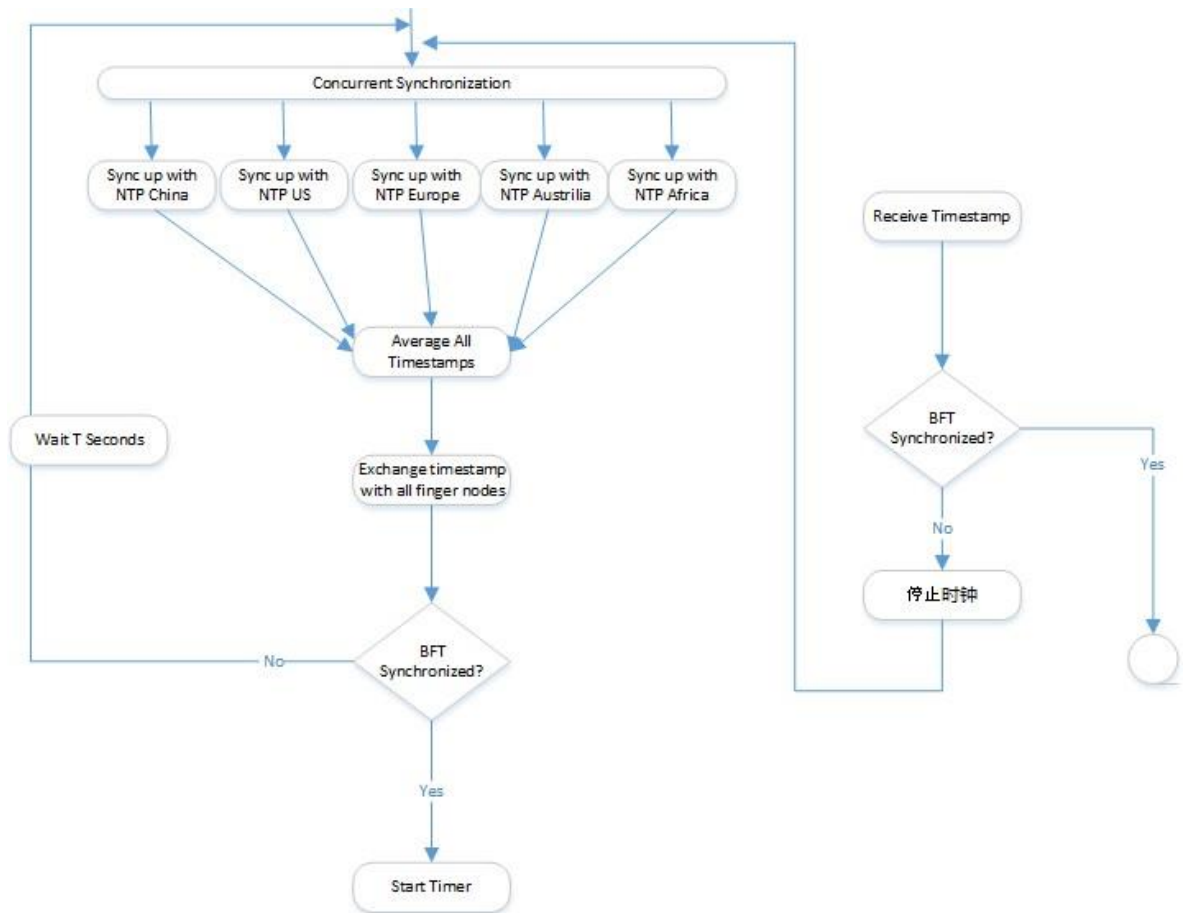 Concurrent Synchronization
Sync up with
NTP China
Sync up with
NTP US
Sync up with
NTP Europe
Sync up with
NTP Austrilia
Sync up with
NTP Africa
Average All
Timestamps
Wait T Seconds
Exchange timestamp
with all finger nodes
BFT
Synchronized?
No
Yes
Start Timer
Receive Timestamp
BFT
Synchronized?
Yes
No
停止时钟